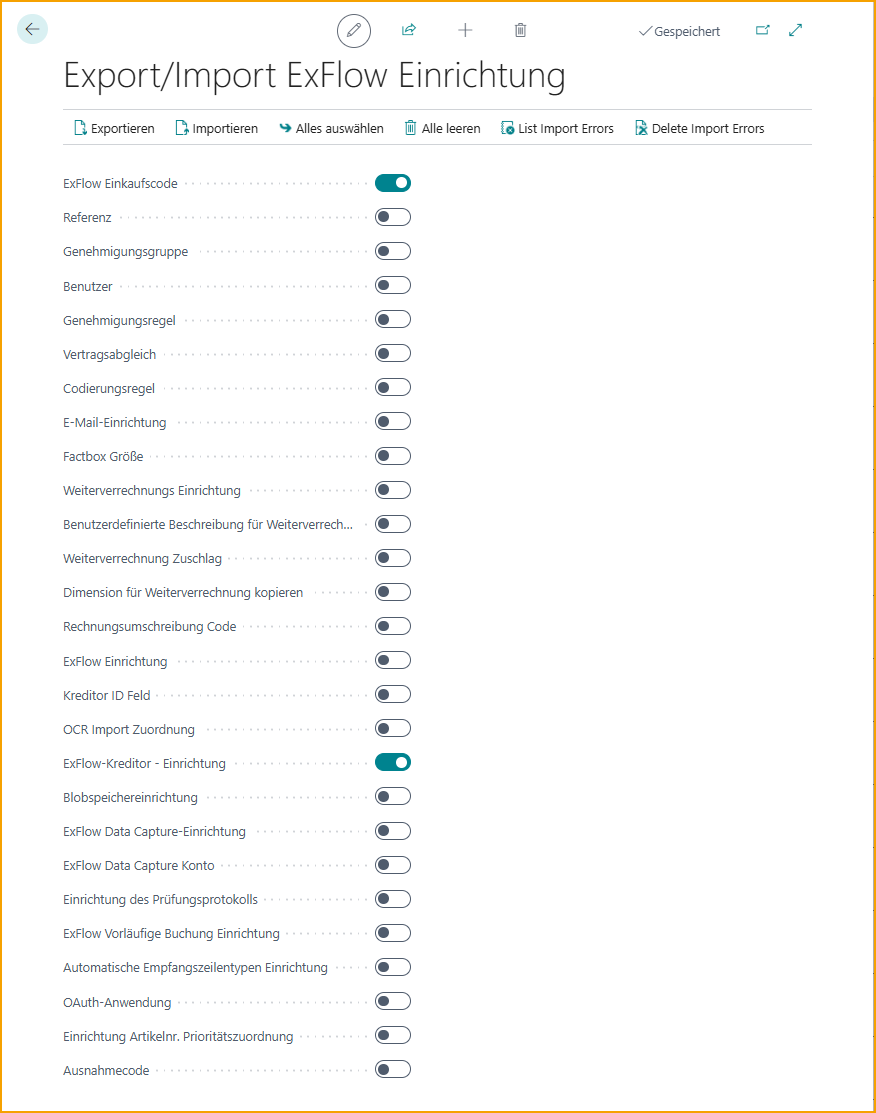 Gespeichert
Export/Import ExFlow Einrichtung
Exportieren Importieren Alles auswählen Alle leeren List Import Errors Delete Import Errors
ExFlow Einkaufscode
Referenz
Genehmigungsgruppe
Benutzer
Genehmigungsregel
Vertragsabgleich
Codierungsregel
E-Mail-Einrichtung
Factbox Größe
Weiterverrechnungs Einrichtung
Benutzerdefinierte Beschreibung für Weiterverrech...
Weiterverrechnung Zuschlag
Dimension für Weiterverrechnung kopieren
Rechnungsumschreibung Code
ExFlow Einrichtung
Kreditor ID Feld
OCR Import Zuordnung
ExFlow-Kreditor - Einrichtung
Blobspeichereinrichtung
ExFlow Data Capture-Einrichtung
ExFlow Data Capture Konto
Einrichtung des Prüfungsprotokolls
ExFlow Vorläufige Buchung Einrichtung
Automatische Empfangszeilentypen Einrichtung
OAuth-Anwendung
Einrichtung Artikelnr. Prioritätszuordnung
Ausnahmecode